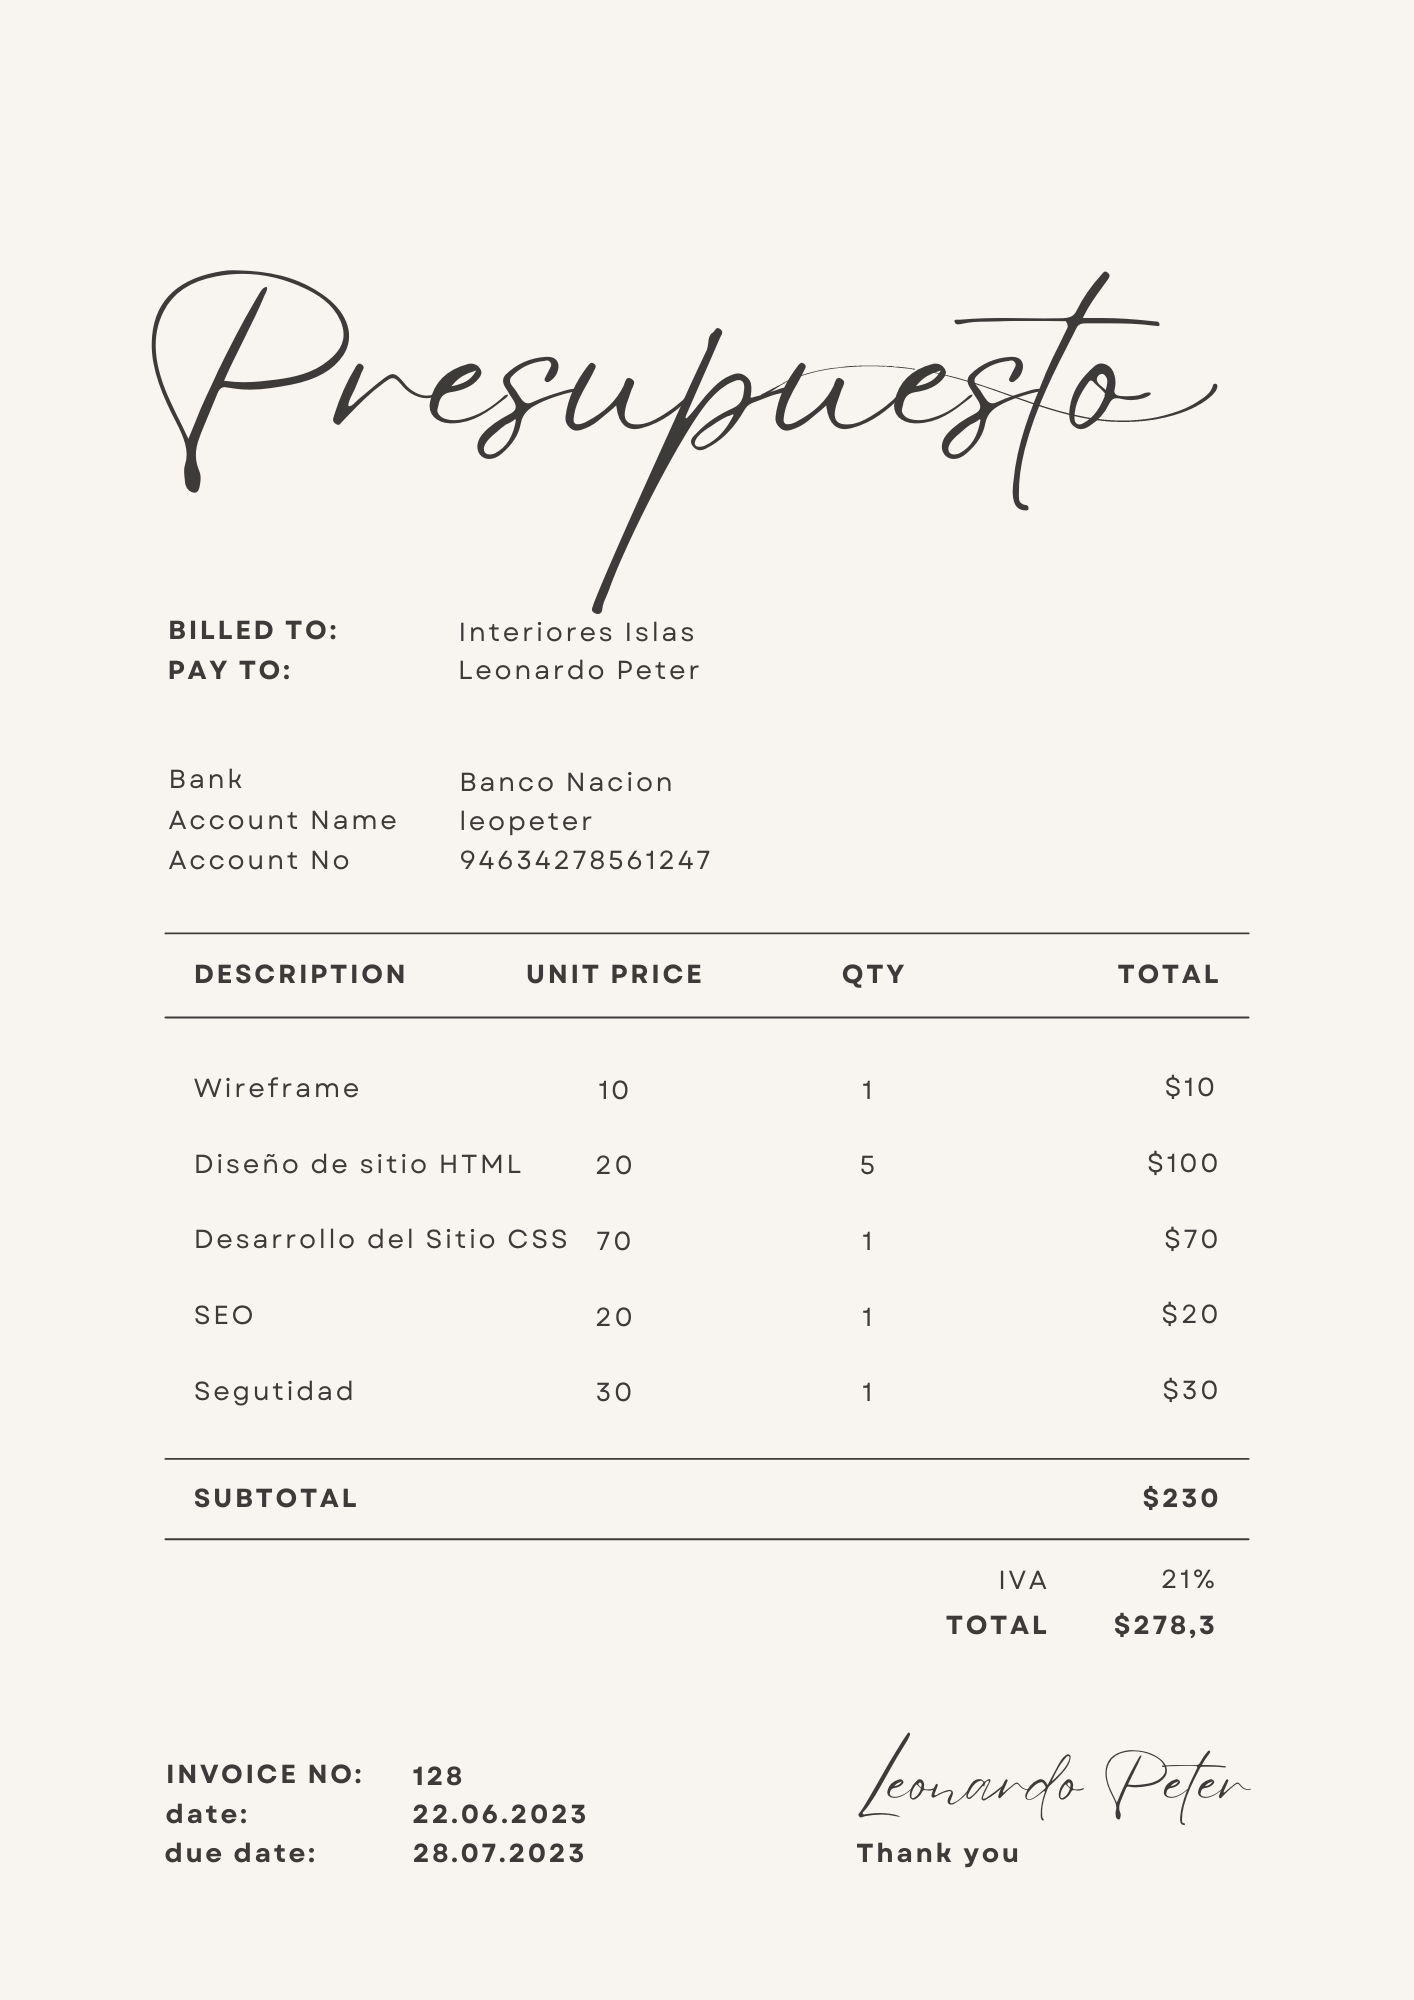 Presupuesto
BILLED TO: Interiores Islas
PAY TO: Leonardo Peter
Bank Banco Nacion
Account Name leopeter
Account No 94634278561247
DESCRIPTION UNIT PRICE QTY TOTAL
Wireframe 10 1 $10
Diseño de sitio HTML 20 5 $100
Desarrollo del Sitio CSS 70 1 $70
SEO 20 1 $20
Segutidad 30 1 $30
SUBTOTAL $230
IVA 21%
TOTAL $278,3
INVOICE NO: 128
date: 22.06.2023
due date: 28.07.2023
Leonardo Peter
Thank you